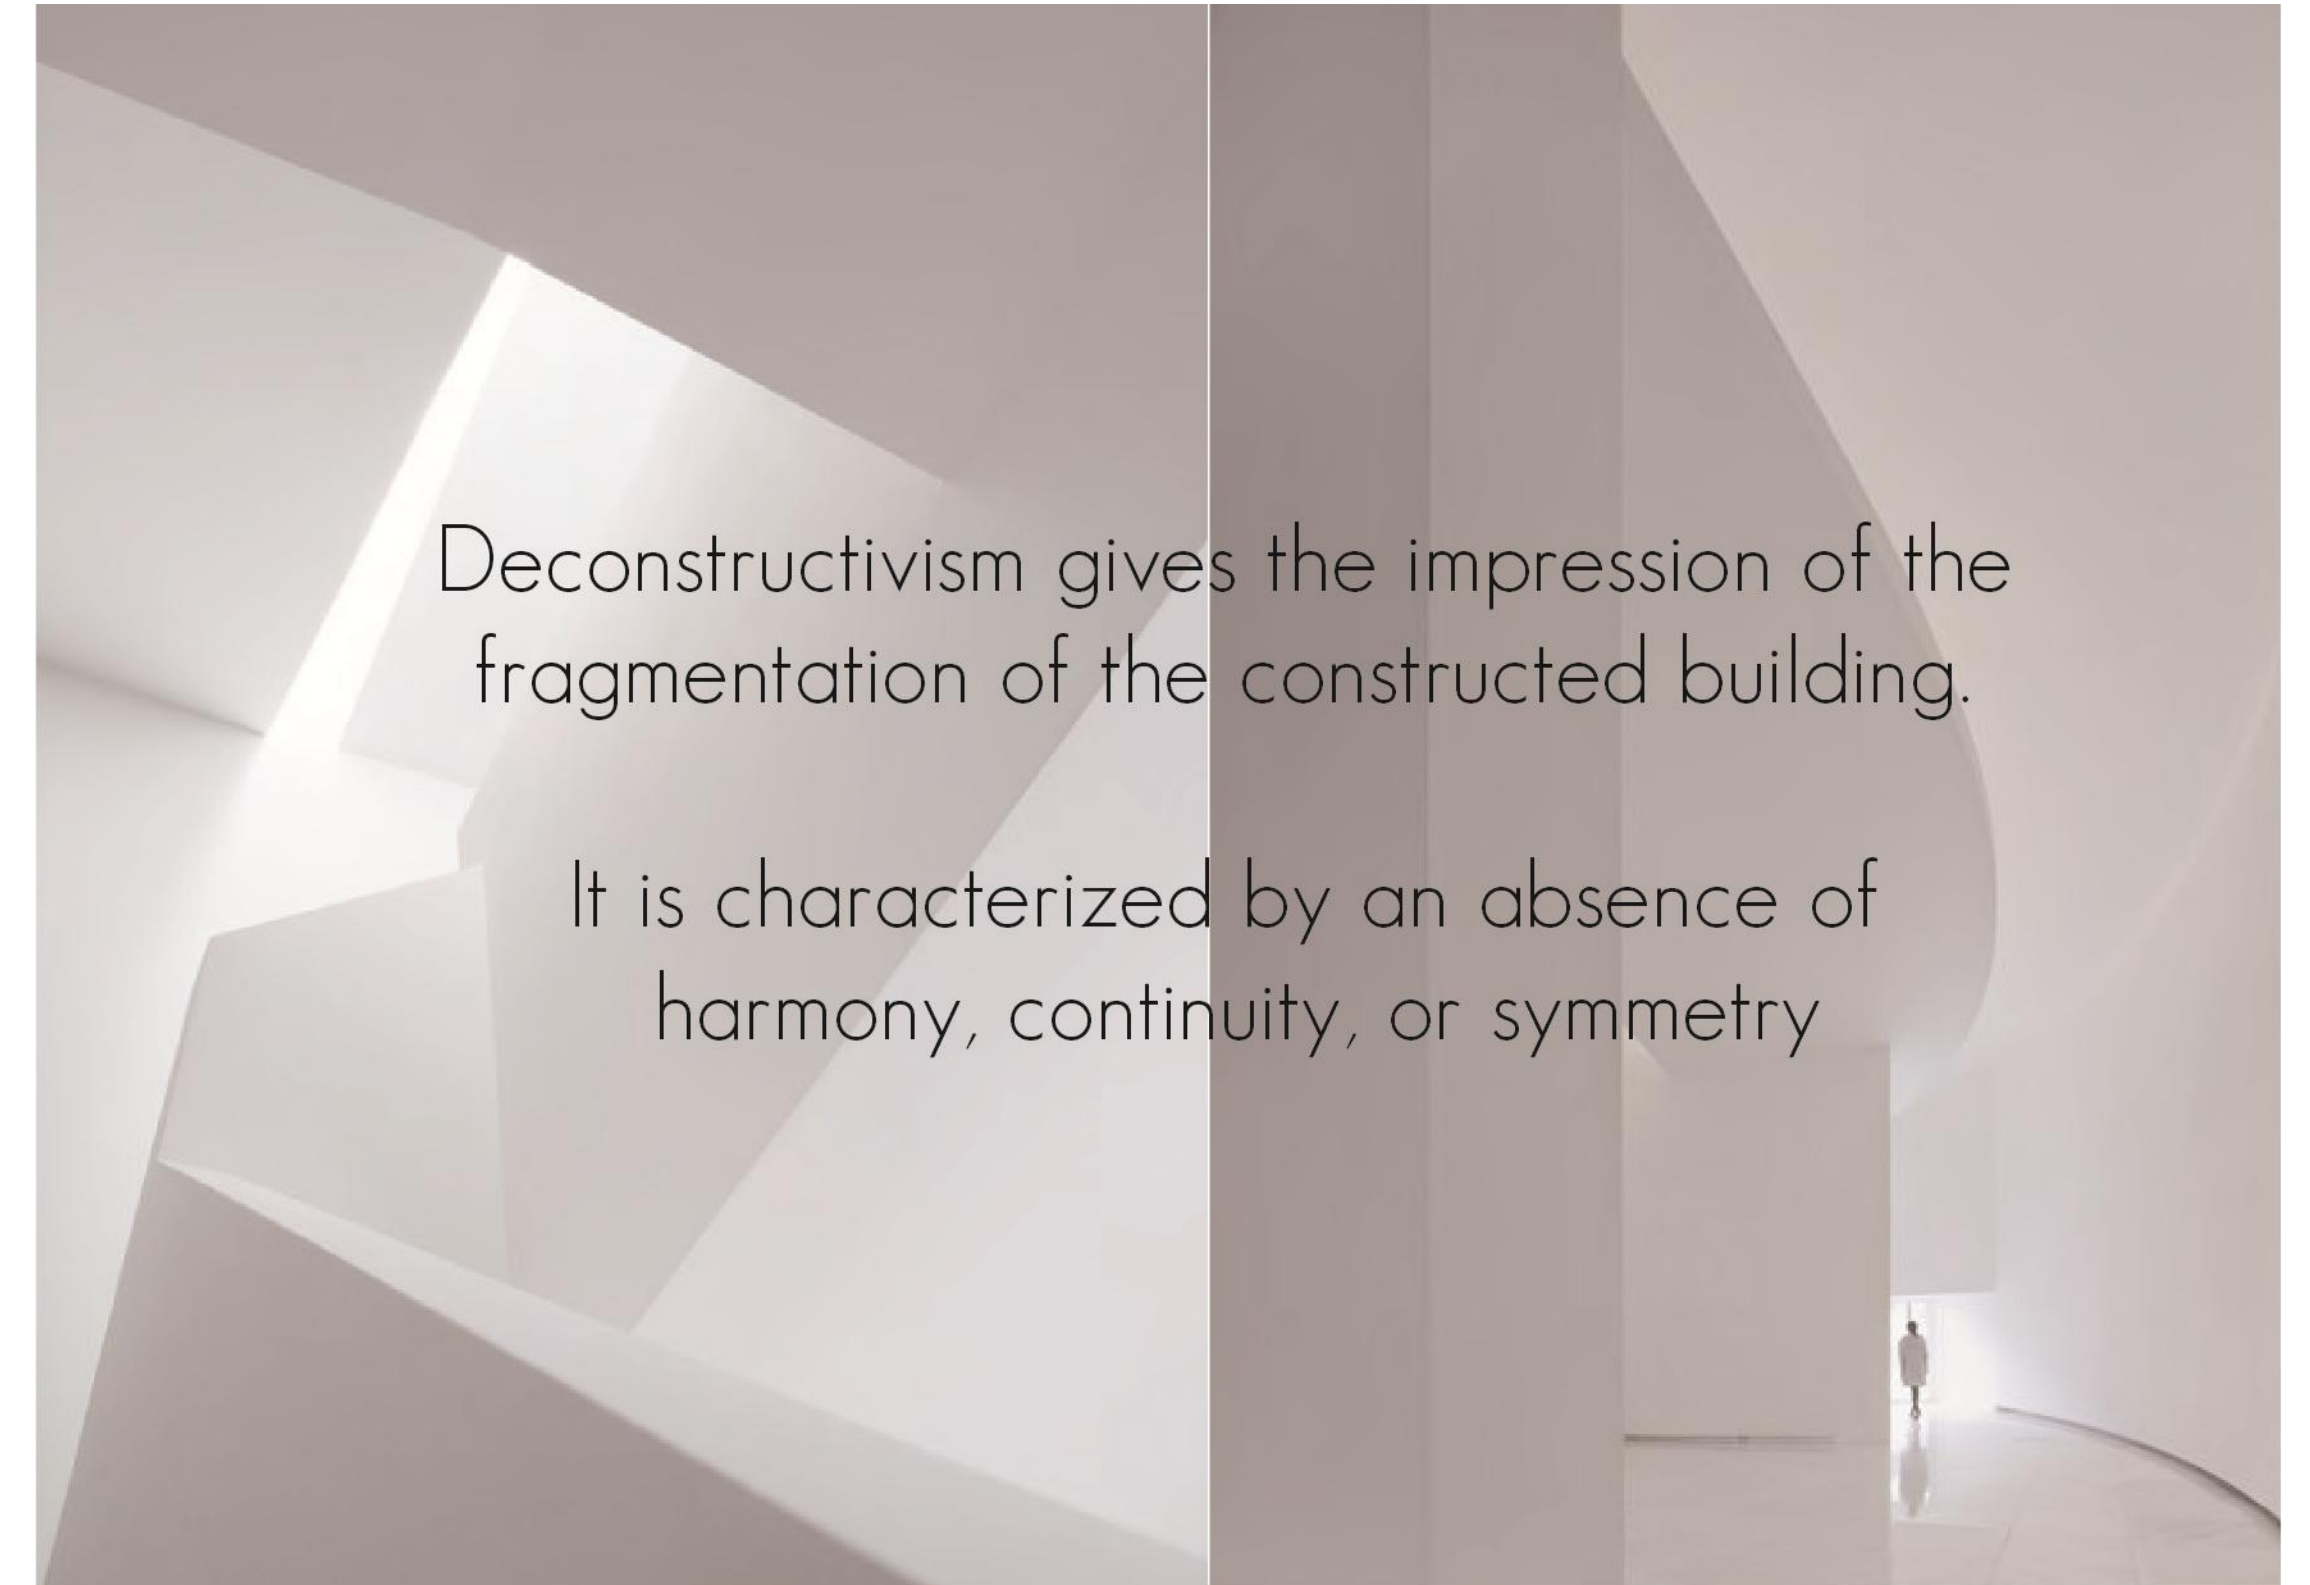 Deconstructivism gives the impression of the
fragmentation of the constructed building.
It is characterized by an absence of
harmony, continuity, or symmetry